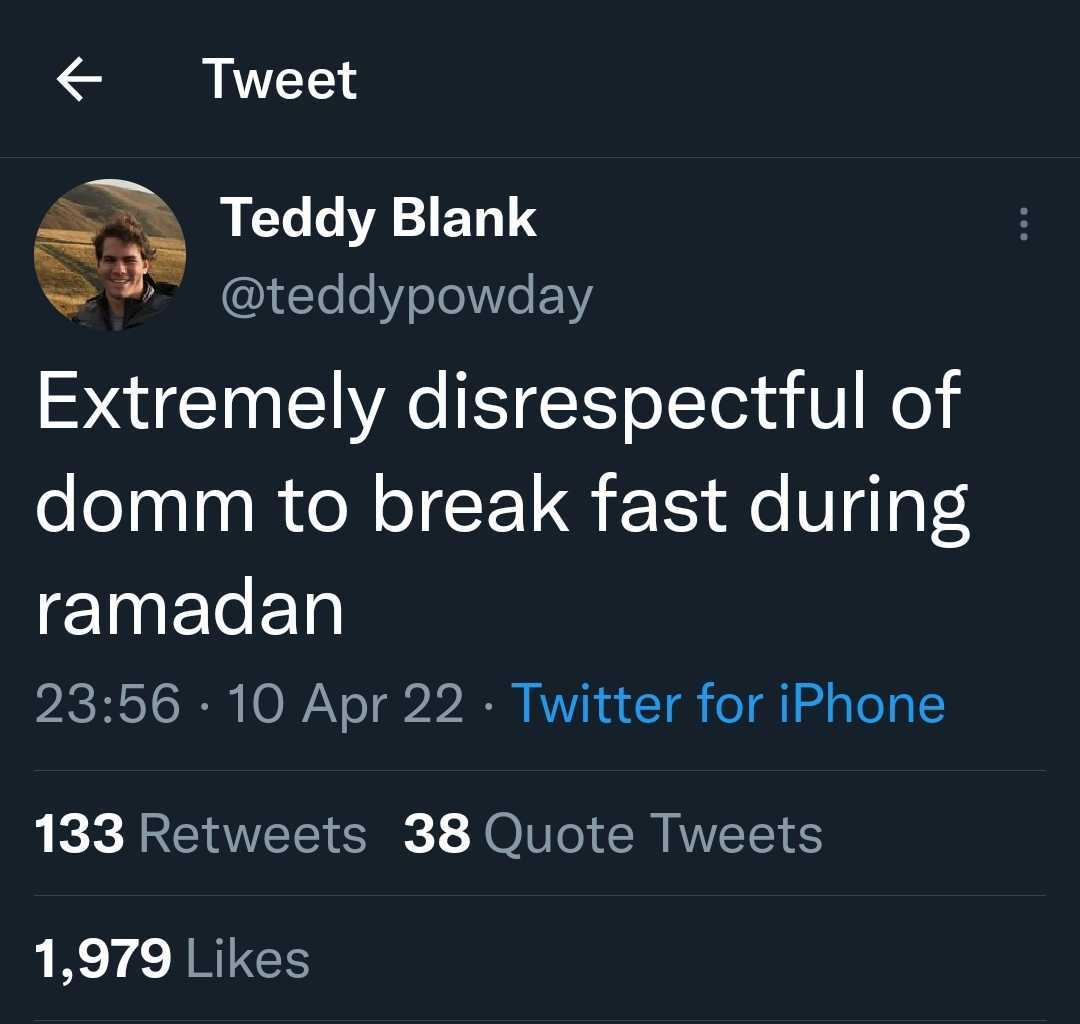 Tweet
Teddy Blank
@teddypowday
Extremely disrespectful of
domm to break fast during
ramadan
23:56 · 10 Apr 22 · Twitter for iPhone
133 Retweets 38 Quote Tweets
1,979 Likes